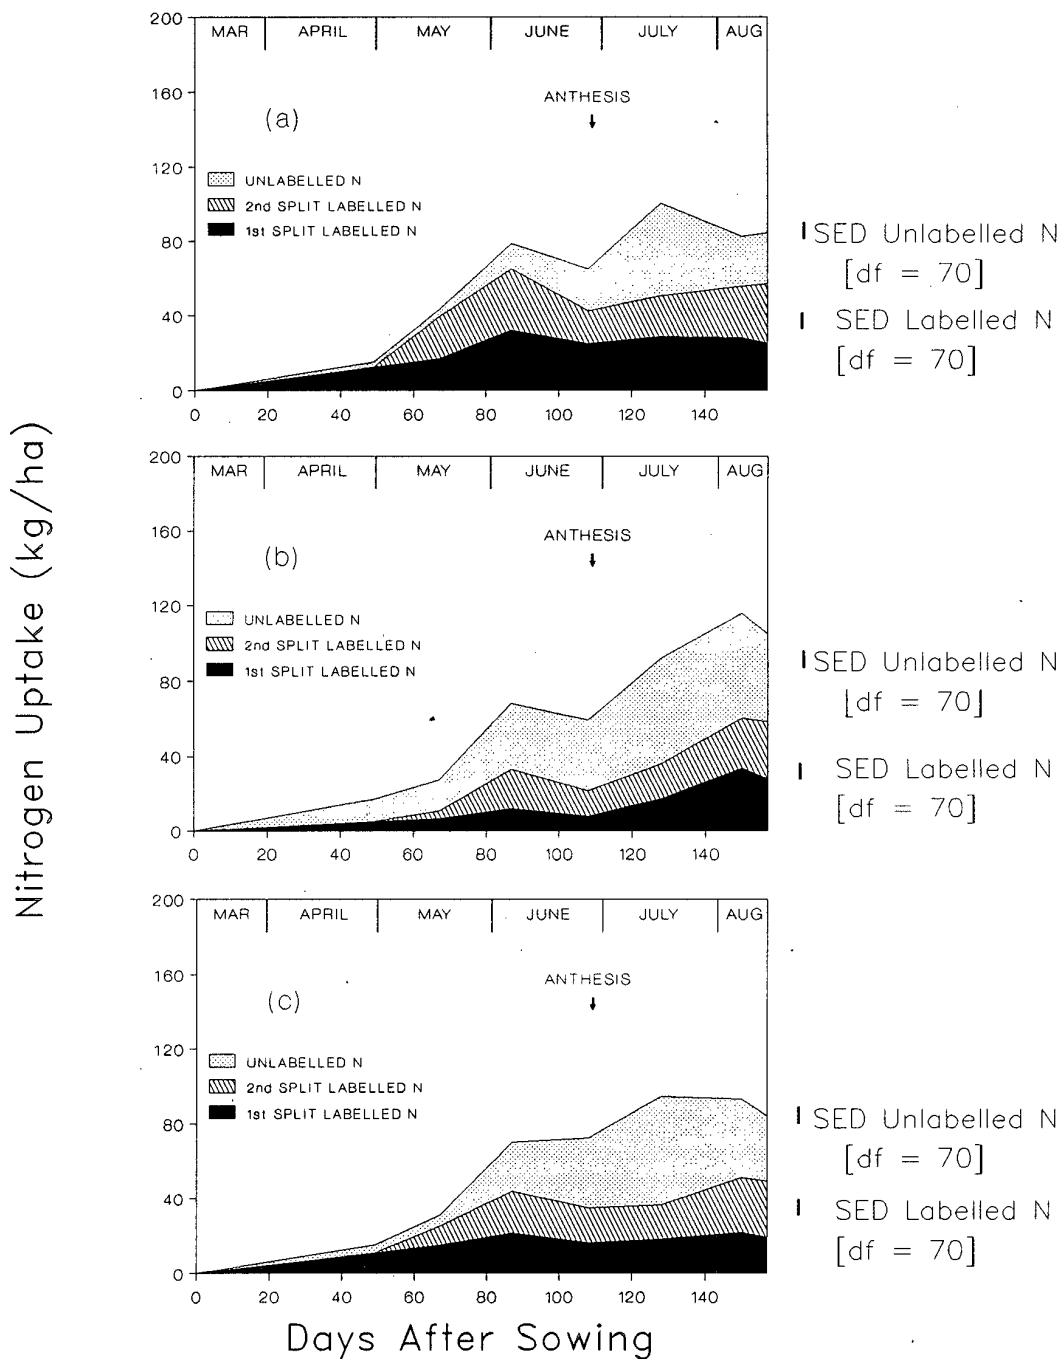 Nitrogen Uptake (kg/ha)
200
160
120
80
40
0
MAR APRIL MAY JUNE JULY AUG
ANTHESIS
(a)
UNLABELLED N
2nd SPLIT LABELLED N
1st SPLIT LABELLED N
0 20 40 60 80 100 120 140
SED Unlabelled N
[df = 70]
SED Labelled N
[df = 70]
200
160
120
80
40
0
MAR APRIL MAY JUNE JULY AUG
ANTHESIS
(b)
UNLABELLED N
2nd SPLIT LABELLED N
1st SPLIT LABELLED N
0 20 40 60 80 100 120 140
SED Unlabelled N
[df = 70]
SED Labelled N
[df = 70]
200
160
120
80
40
0
MAR APRIL MAY JUNE JULY AUG
ANTHESIS
(c)
UNLABELLED N
2nd SPLIT LABELLED N
1st SPLIT LABELLED N
0 20 40 60 80 100 120 140
SED Unlabelled N
[df = 70]
SED Labelled N
[df = 70]
Days After Sowing